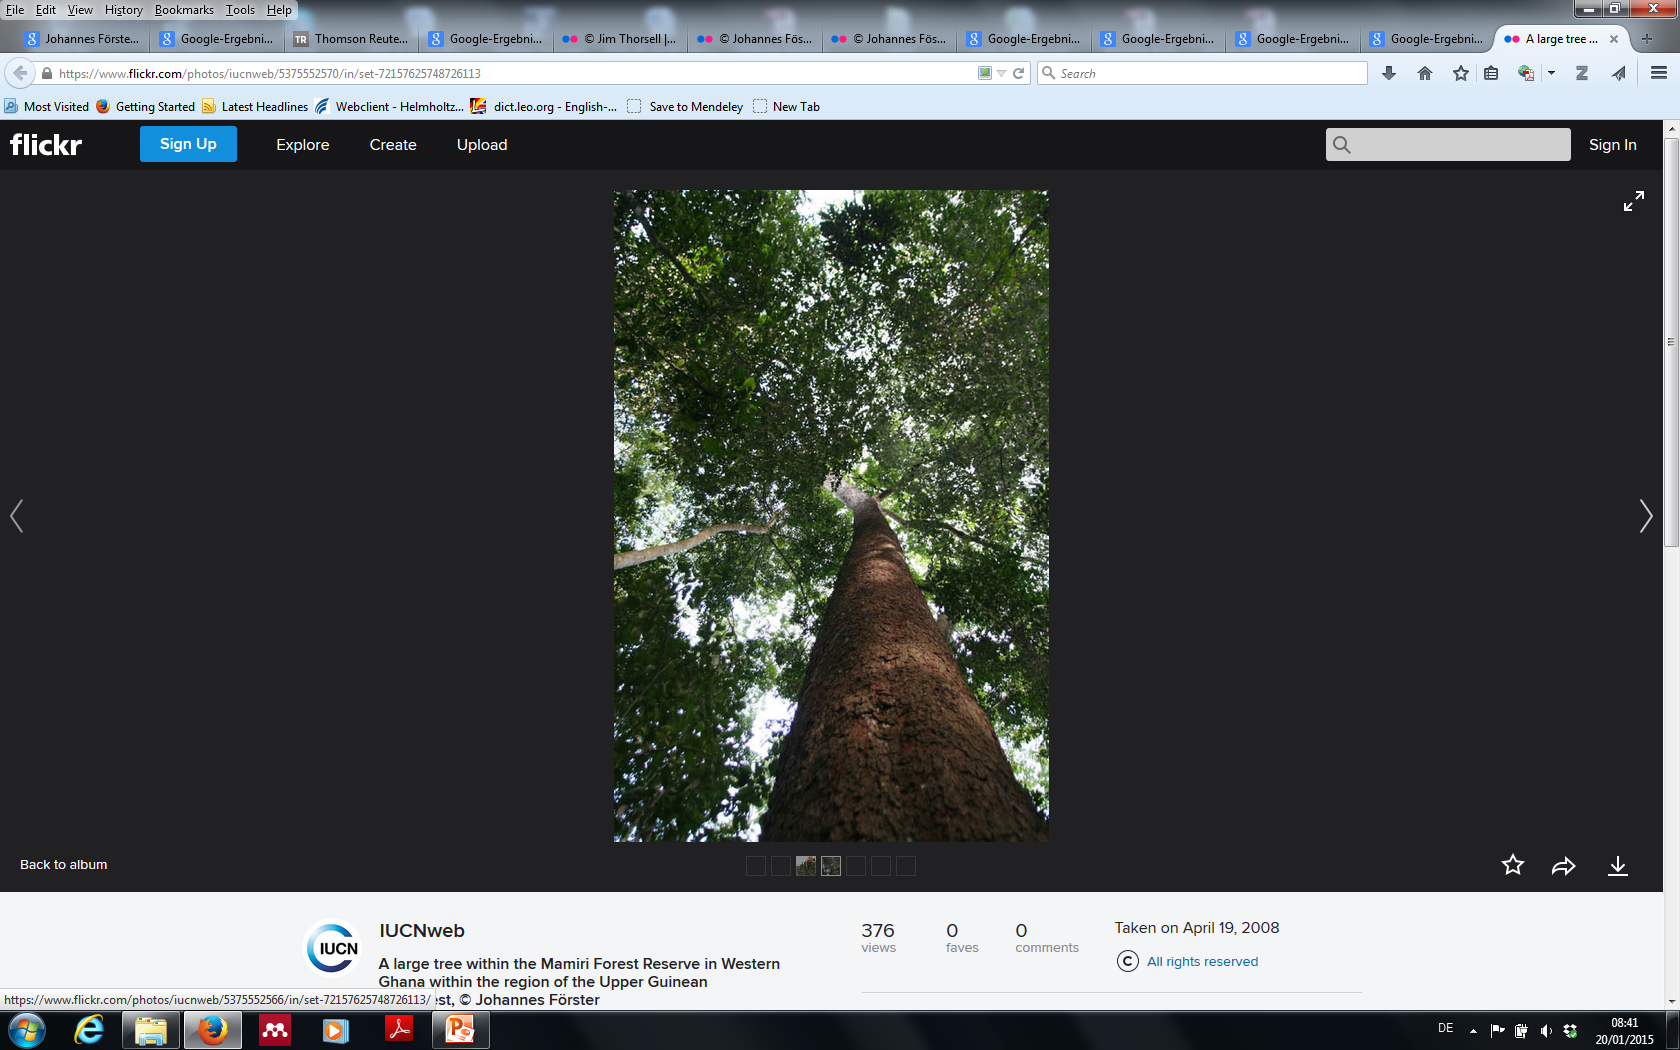 File Edit View History Bookmarks Tools Help
Johannes Förste... Google-Ergebni... TR Thomson Reute... Google-Ergebni... © Jim Thorsell |... © Johannes Fös... © Johannes Fös... Google-Ergebni... Google-Ergebni... Google-Ergebni... Google-Ergebni... A large tree ...
https://www.flickr.com/photos/iucnweb/5375552570/in/set-72157625748726113 Search
Most Visited Getting Started Latest Headlines Webclient - Helmholtz... dict.leo.org - English-... Save to Mendeley New Tab
flickr Sign Up Explore Create Upload Sign In
Back to album
IUCN IUCNweb
376 views
0 faves
0 comments
Taken on April 19, 2008
All rights reserved
A large tree within the Mamiri Forest Reserve in Western
Ghana within the region of the Upper Guinean
est, © Johannes Förster
https://www.flickr.com/photos/iucnweb/5375552566/in/set-72157625748726113/
DE 08:41
20/01/2015